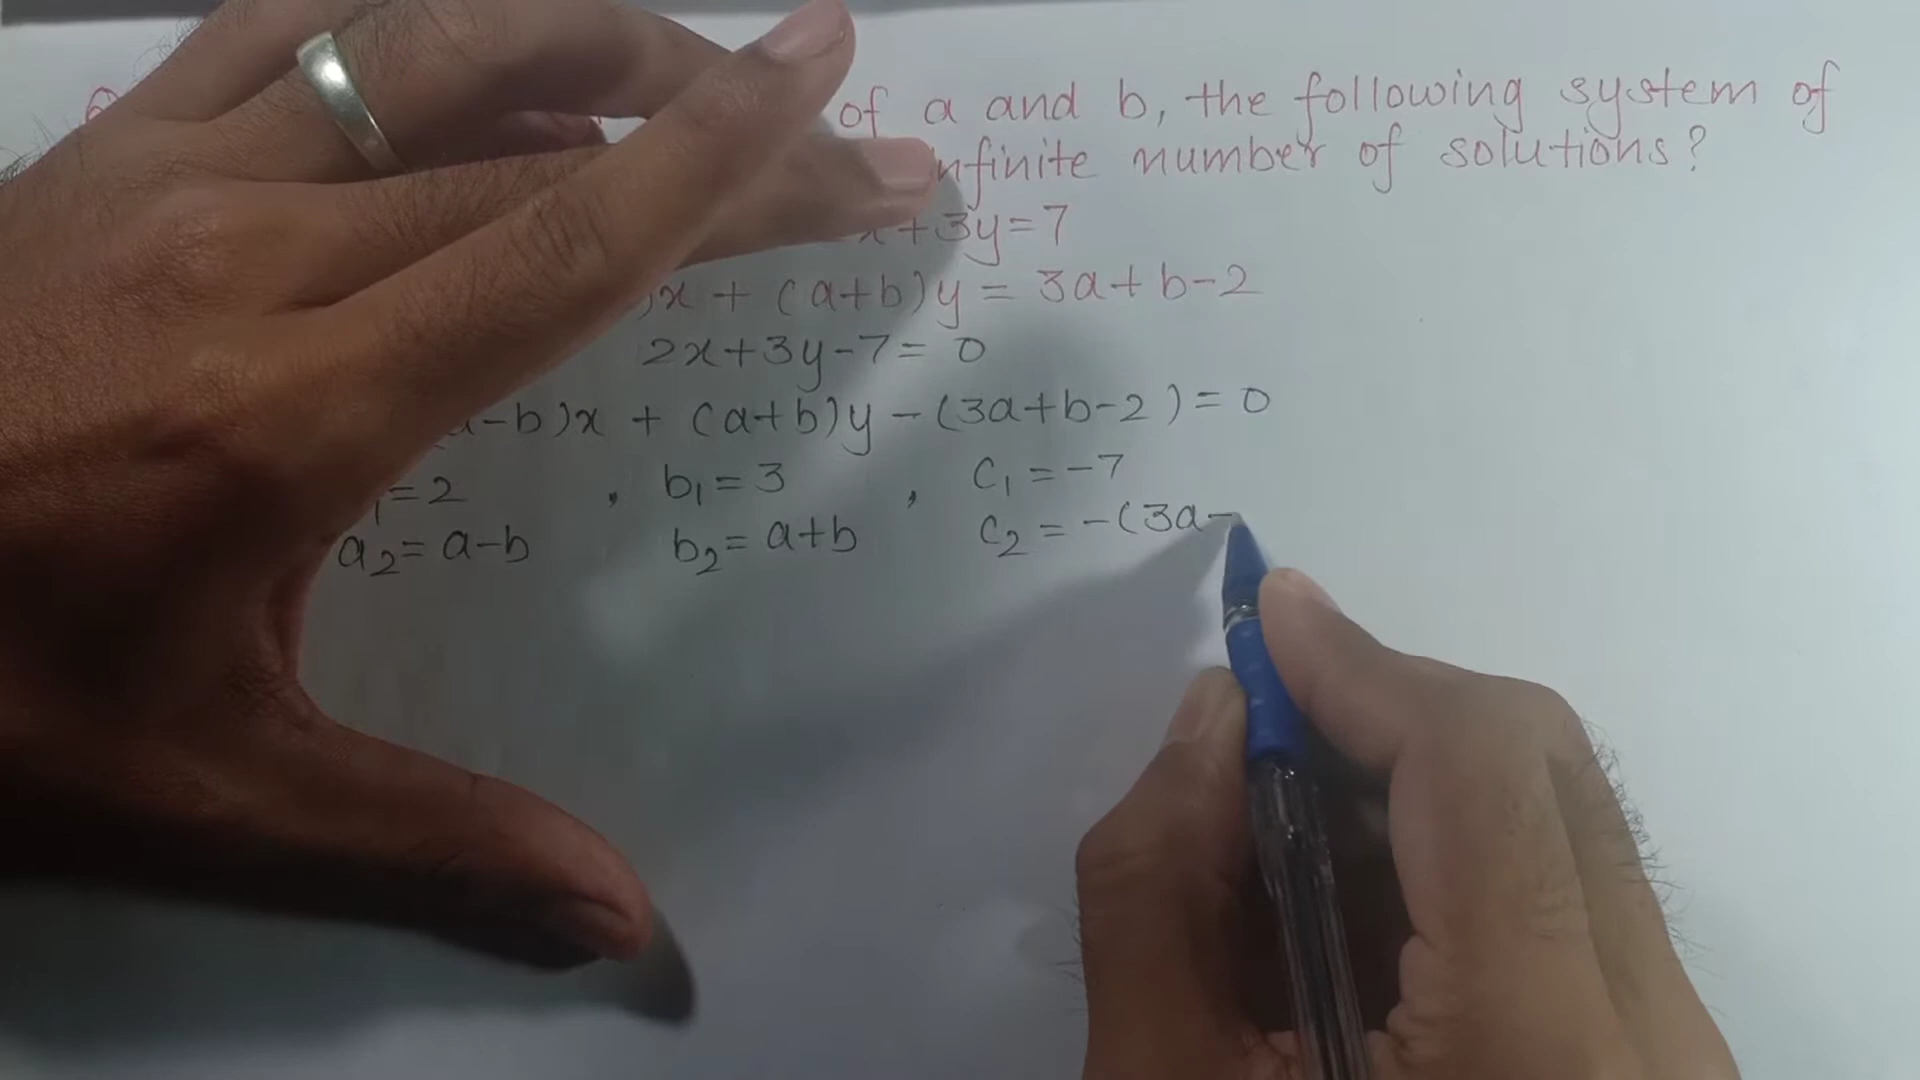 of a and b, the following system of
nfinite number of solutions?
x+3y=7
)x + (a+b)y = 3a+b-2
2x+3y-7= 0
-b)x + (a+b)y -(3a+b-2)=0
1=2 , b1=3 , C1=-7
a2=a-b b2=a+b C2=-(3a-